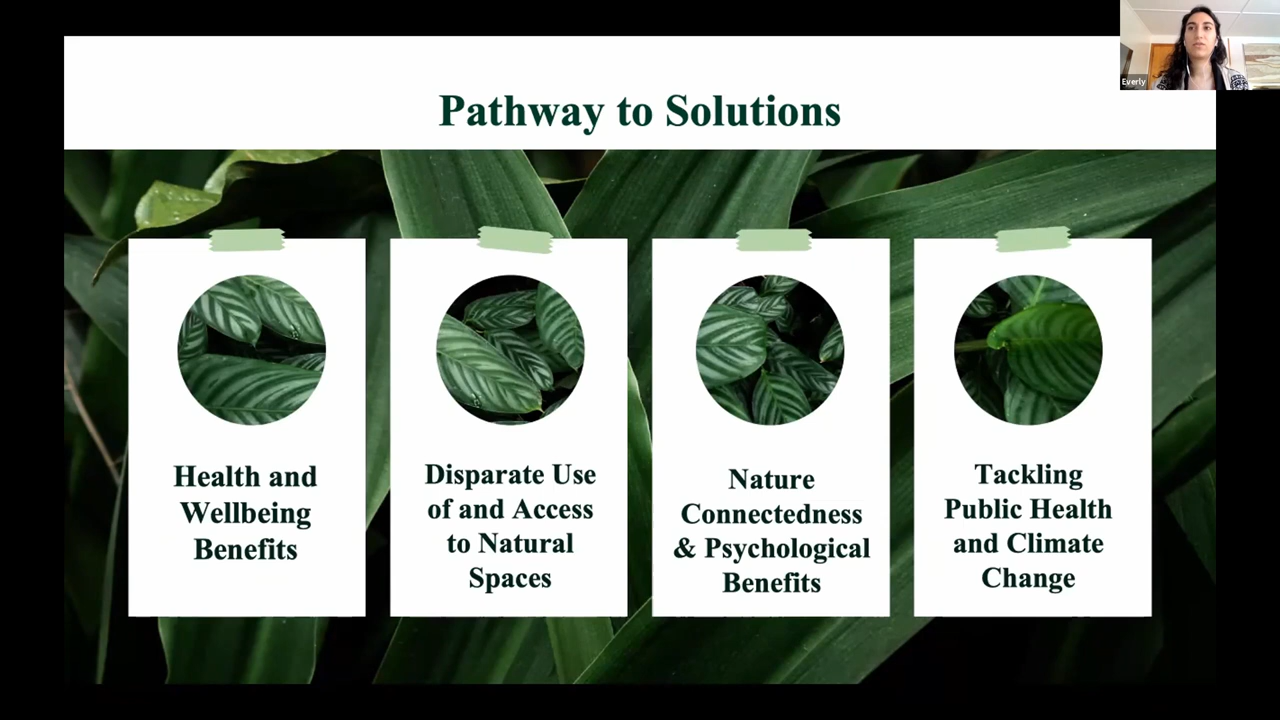 Everly
Pathway to Solutions
Health and
Wellbeing
Benefits
Disparate Use
of and Access
to Natural
Spaces
Nature
Connectedness
& Psychological
Benefits
Tackling
Public Health
and Climate
Change